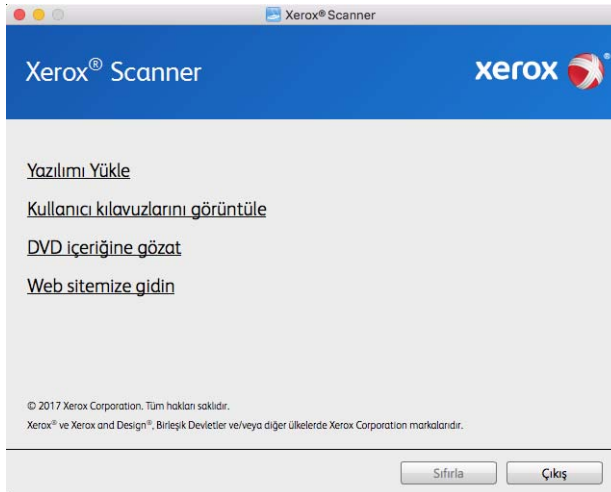 Xerox® Scanner
Xerox® Scanner
xerox ®
Yazılımı Yükle
Kullanıcı kılavuzlarını görüntüle
DVD içeriğine gözat
Web sitemize gidin
© 2017 Xerox Corporation. Tüm hakları saklıdır.
Xerox® ve Xerox and Design®, Birleşik Devletler ve/veya diğer ülkelerde Xerox Corporation markalarıdır.
Sıfırla
Çıkış